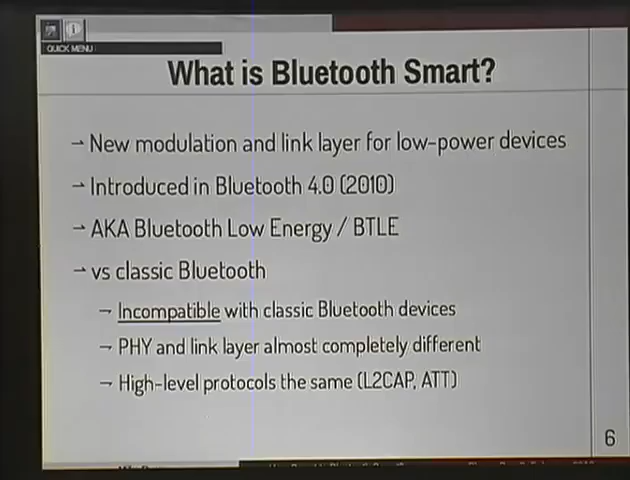 QUICK MENU
What is Bluetooth Smart?
→ New modulation and link layer for low-power devices
→ Introduced in Bluetooth 4.0 (2010)
→ AKA Bluetooth Low Energy / BTLE
→ vs classic Bluetooth
→ Incompatible with classic Bluetooth devices
→ PHY and link layer almost completely different
→ High-level protocols the same (L2CAP, ATT)
6